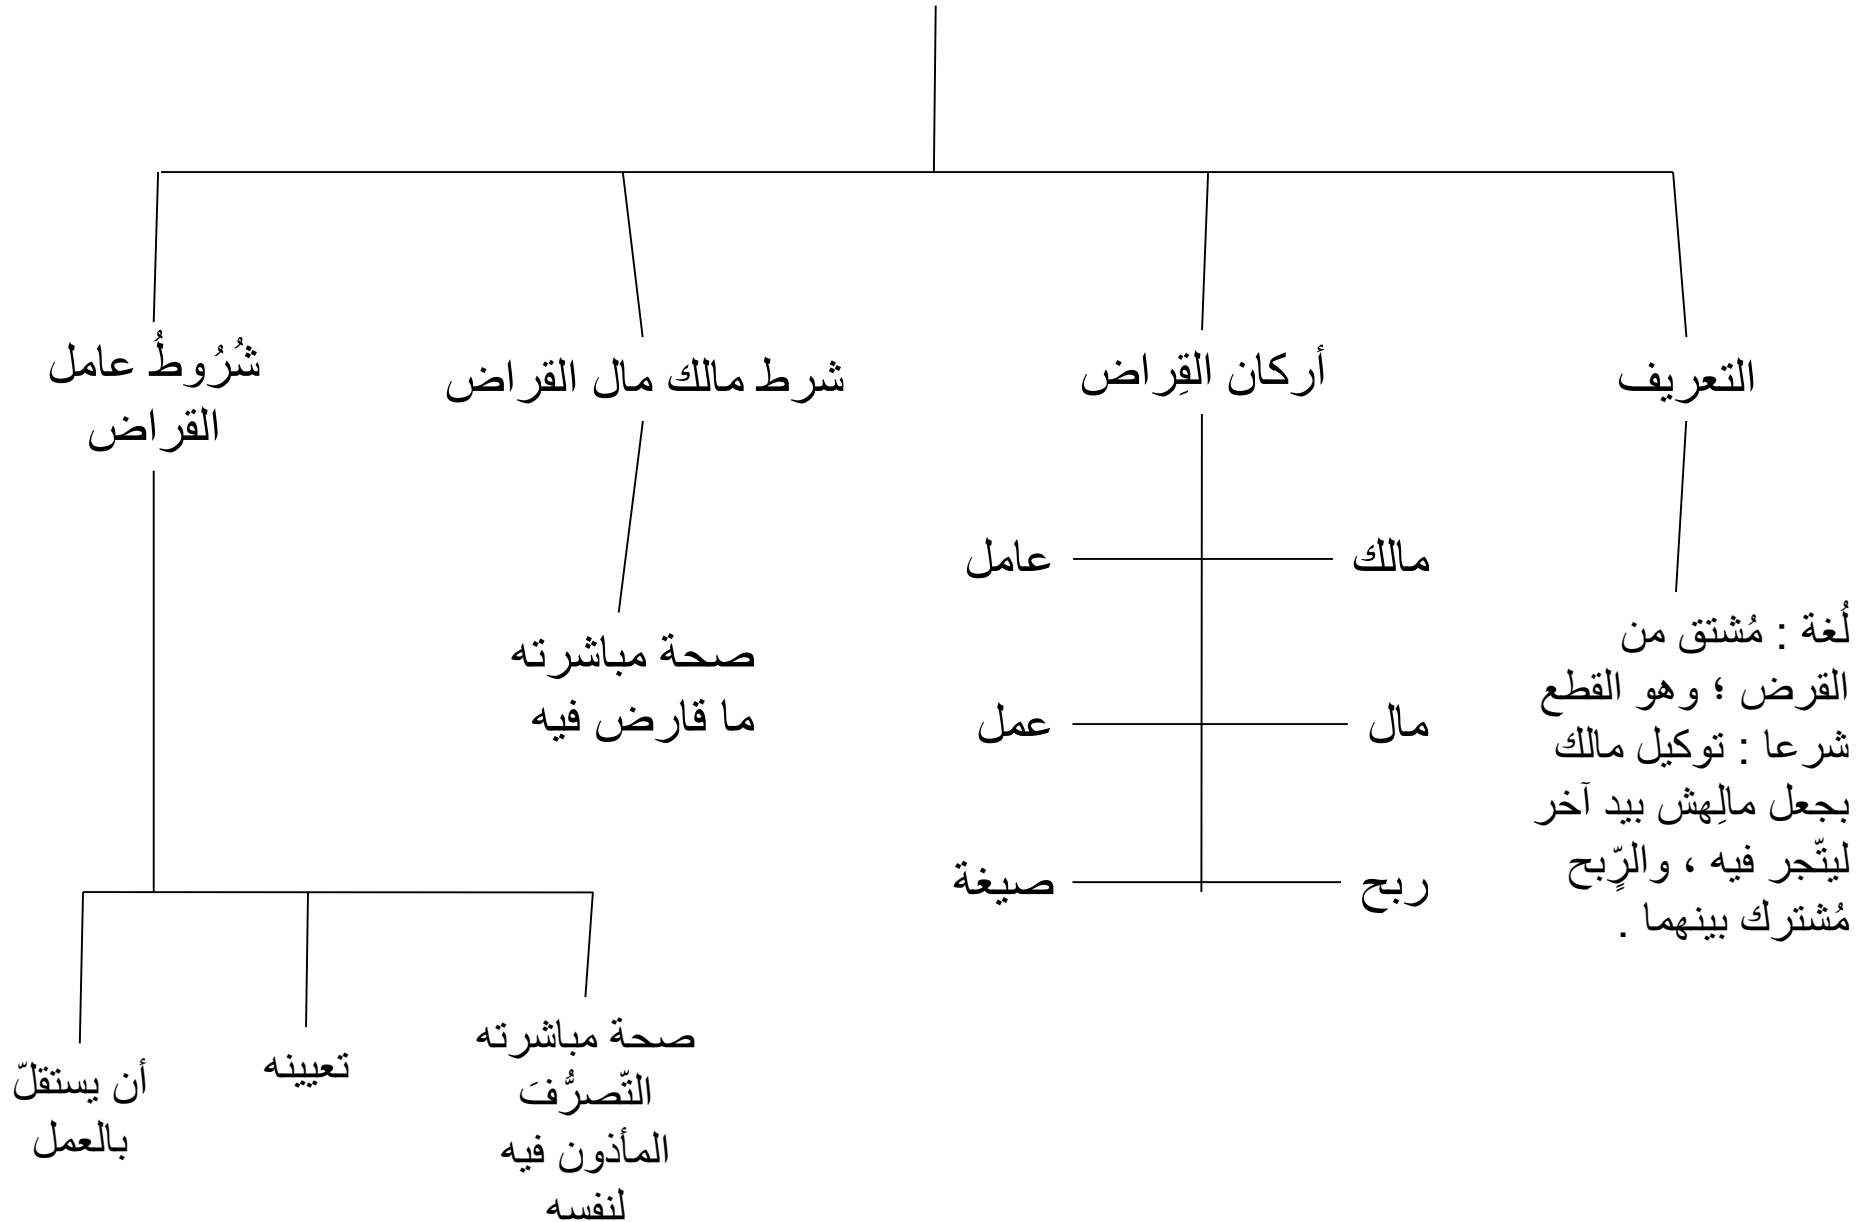 التعريف
أركان القِراض
شرط مالك مال القراض
شُرُوطُ عامل
القراض
لُغة : مُشتق من
القرض ؛ وهو القطع
شرعا : توكيل مالك
بجعل مالِهش بيد آخر
ليتّجر فيه ، والرٍّبح
مُشترك بينهما .
مالك
عامل
مال
عمل
ربح
صيغة
صحة مباشرته
ما قارض فيه
صحة مباشرته
التّصرُّفَ
المأذون فيه
لنفسه
تعيينه
أن يستقلّ
بالعمل